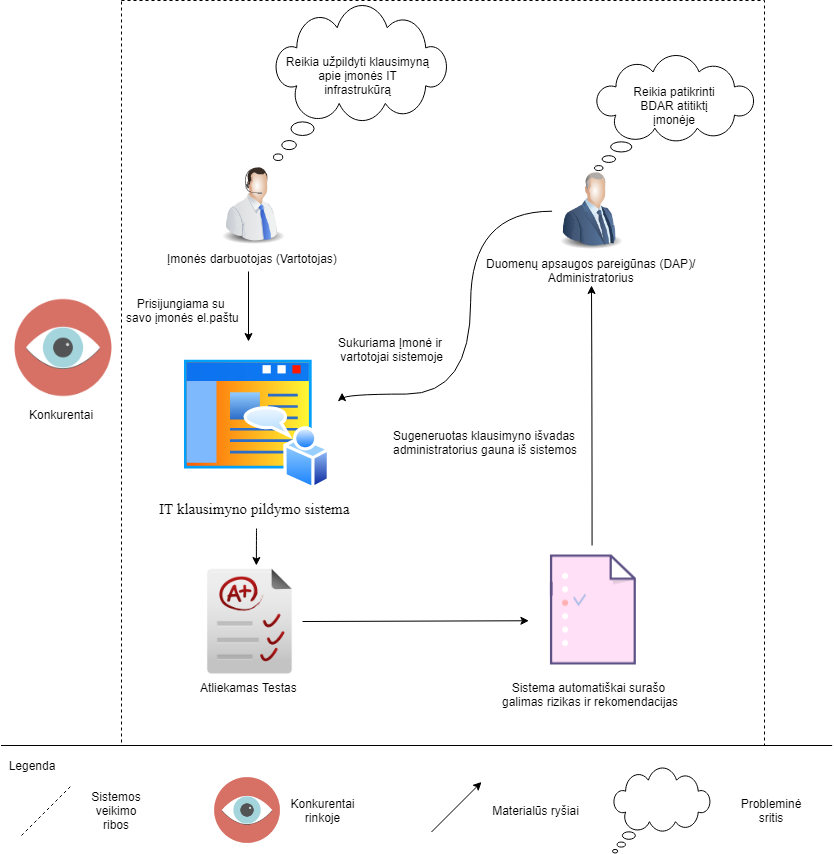 Reikia užpildyti klausimyną
apie įmonės IT
infrastrukūrą
Reikia patikrinti
BDAR atitiktį
įmonėje
Įmonės darbuotojas (Vartotojas)
Duomenų apsaugos pareigūnas (DAP)/
Administratorius
Prisijungiama su
savo įmonės el.paštu
Sukuriama Įmonė ir
vartotojai sistemoje
Konkurentai
Sugeneruotas klausimyno išvadas
administratorius gauna iš sistemos
IT klausimyno pildymo sistema
A+
Atliekamas Testas
Sistema automatiškai surašo
galimas rizikas ir rekomendacijas
Legenda
Sistemos
veikimo
ribos
Konkurentai
rinkoje
Materialūs ryšiai
Probleminė
sritis